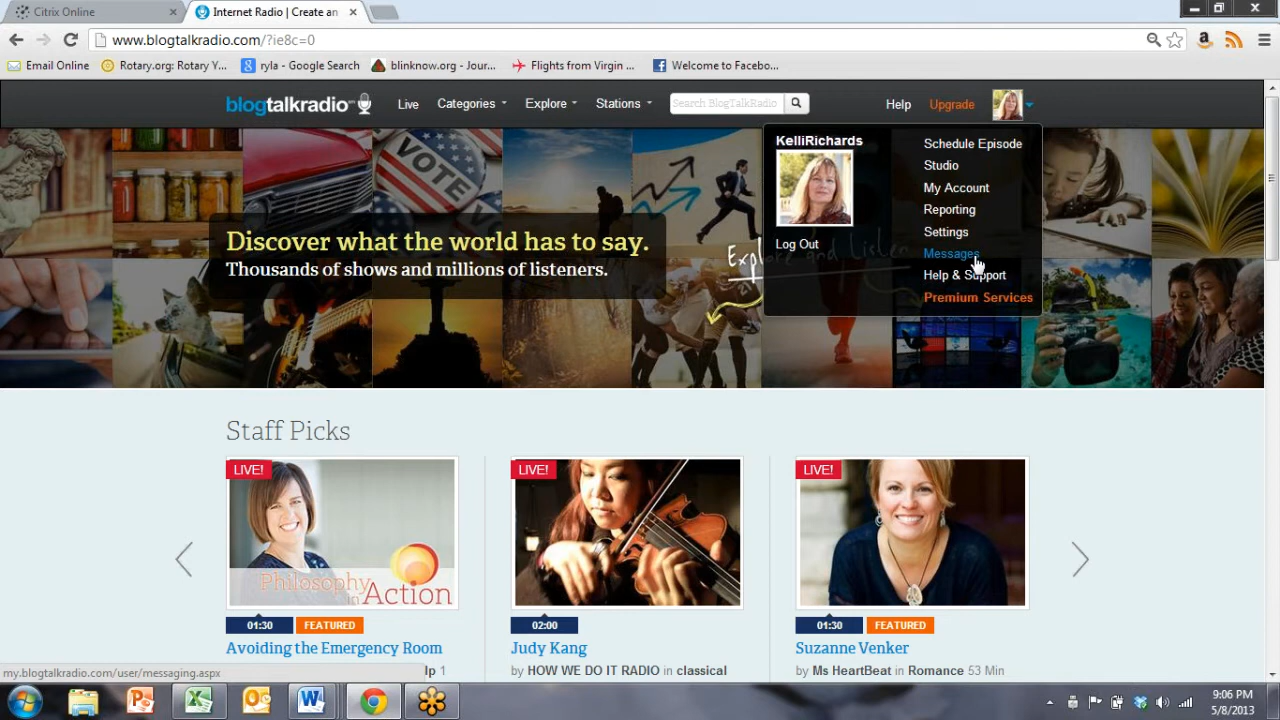 Citrix Online
Internet Radio | Create an
www.blogtalkradio.com/?ie8c=0
Email Online
Rotary.org: Rotary Y...
ryla - Google Search
blinknow.org - Jour...
Flights from Virgin ...
Welcome to Facebo...
blogtalkradio
Live
Categories
Explore
Stations
Search BlogTalkRadio
Help
Upgrade
KelliRichards
Log Out
Schedule Episode
Studio
My Account
Reporting
Settings
Messages
Help & Support
Premium Services
VOTE
Discover what the world has to say.
Thousands of shows and millions of listeners.
Explore and Listen
Staff Picks
LIVE!
Philosophy
in Action
01:30
FEATURED
Avoiding the Emergency Room
lp 1
LIVE!
02:00
Judy Kang
by HOW WE DO IT RADIO in classical
LIVE!
01:30
FEATURED
Suzanne Venker
by Ms HeartBeat in Romance 53 Min
my.blogtalkradio.com/user/messaging.aspx
9:06 PM
5/8/2013